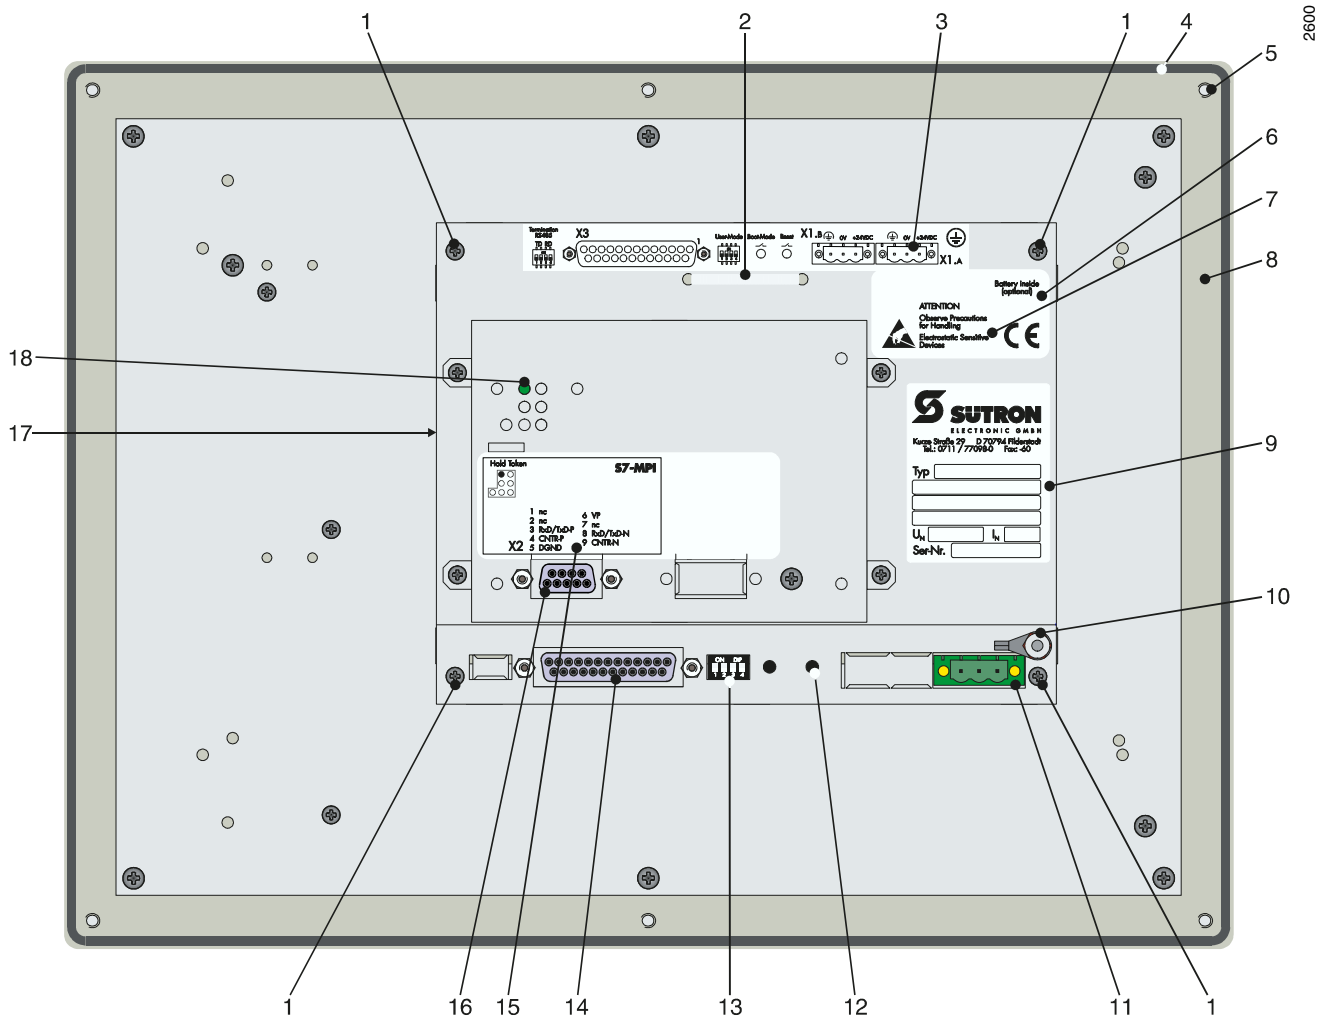 1
2
3
1
4
2600
5
6
7
8
9
10
11
12
13
14
15
16
17
18
1
1
Termination
RS485
TD RD
X3
1
UserMode BootMode Reset
X1.B
0V +24VDC
0V +24VDC
X1.A
Battery inside
(optional)
ATTENTION
Observe Precautions
for Handling
Electrostatic Sensitive
Devices
CE
S SUTRON
ELECTRONIC GMBH
Kurze Straße 29 D 70794 Filderstadt
Tel.: 0711 / 77098-0 Fax: -60
Typ
UN IN
Ser-Nr.
Hold Token
S7-MPI
1 nc
2 nc
3 RxD/TxD-P
4 CNTR-P
5 DGND
6 VP
7 nc
8 RxD/TxD-N
9 CNTR-N
X2
ON DIP
1 2 3 4